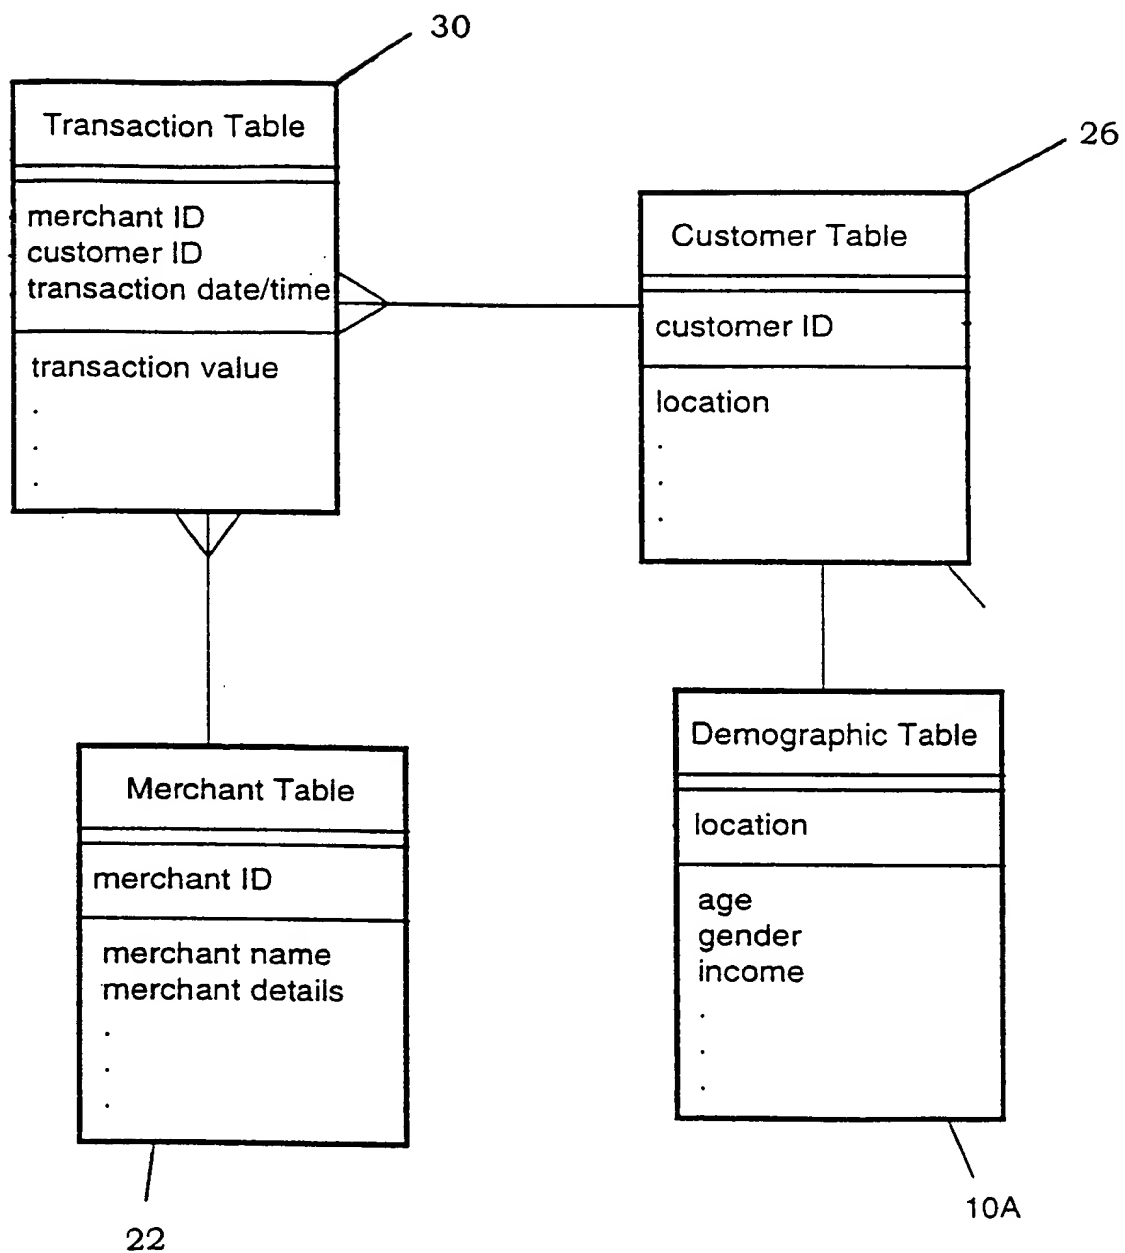 30
Transaction Table
merchant ID
customer ID
transaction date/time
transaction value
.
.
.
26
Customer Table
customer ID
location
.
.
.
Merchant Table
merchant ID
merchant name
merchant details
.
.
.
22
Demographic Table
location
age
gender
income
.
.
.
10A